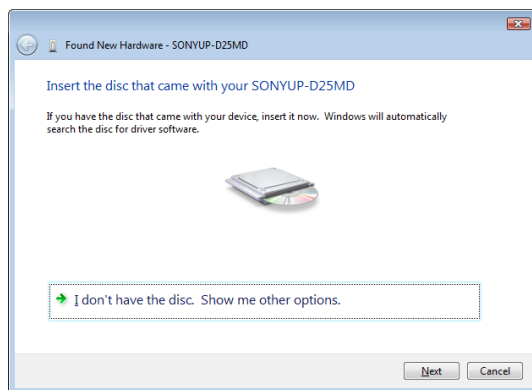 Found New Hardware - SONYUP-D25MD
Insert the disc that came with your SONYUP-D25MD
If you have the disc that came with your device, insert it now.  Windows will automatically
search the disc for driver software.
I don't have the disc.  Show me other options.
Next Cancel